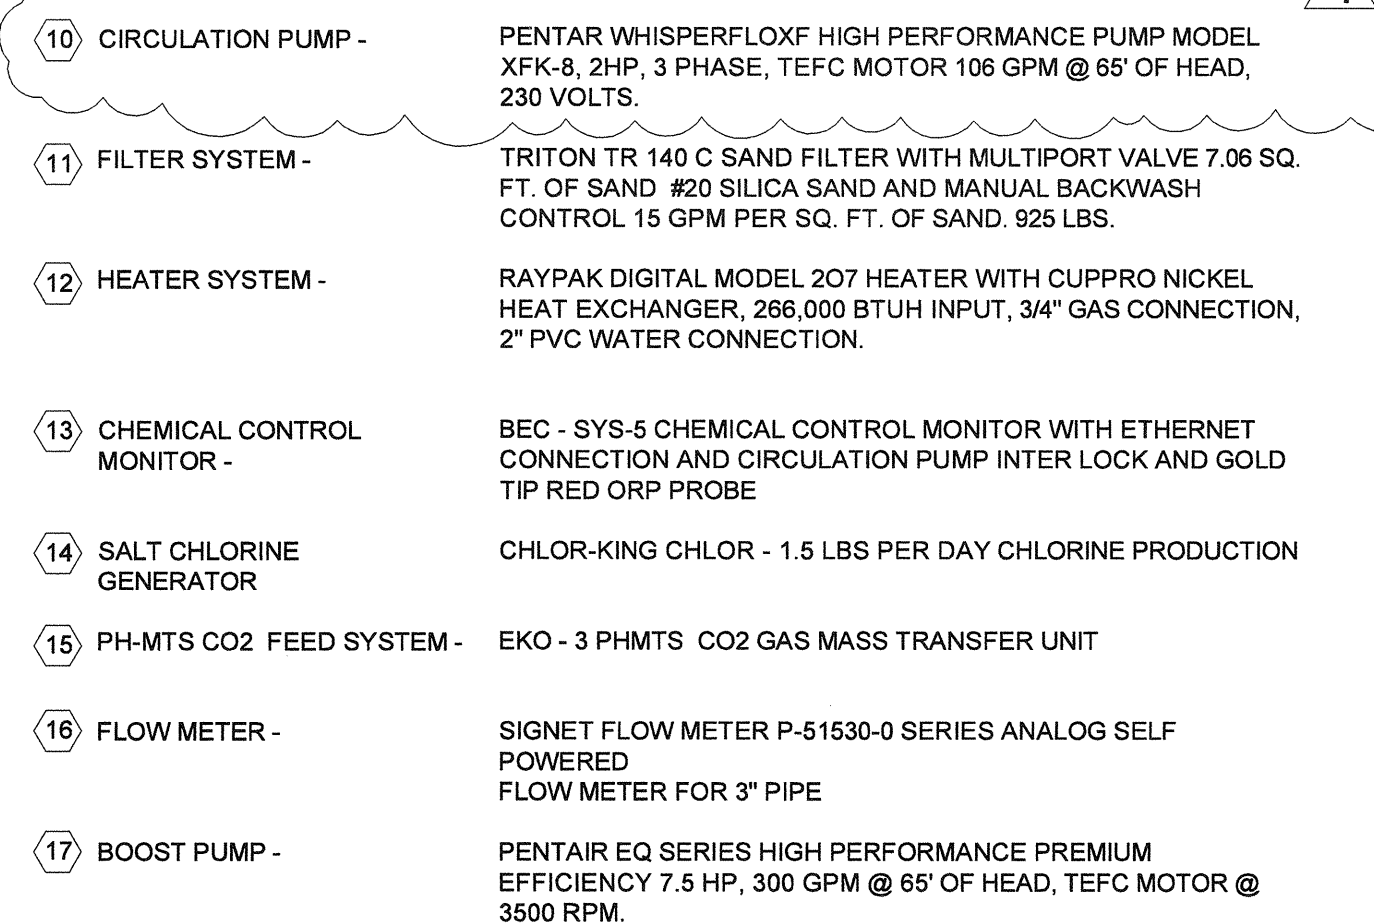 10 CIRCULATION PUMP - PENTAR WHISPERFLOXF HIGH PERFORMANCE PUMP MODEL
XFK-8, 2HP, 3 PHASE, TEFC MOTOR 106 GPM @ 65' OF HEAD,
230 VOLTS.
11 FILTER SYSTEM - TRITON TR 140 C SAND FILTER WITH MULTIPORT VALVE 7.06 SQ.
FT. OF SAND #20 SILICA SAND AND MANUAL BACKWASH
CONTROL 15 GPM PER SQ. FT. OF SAND. 925 LBS.
12 HEATER SYSTEM - RAYPAK DIGITAL MODEL 2O7 HEATER WITH CUPPRO NICKEL
HEAT EXCHANGER, 266,000 BTUH INPUT, 3/4" GAS CONNECTION,
2" PVC WATER CONNECTION.
13 CHEMICAL CONTROL BEC - SYS-5 CHEMICAL CONTROL MONITOR WITH ETHERNET
MONITOR - CONNECTION AND CIRCULATION PUMP INTER LOCK AND GOLD
TIP RED ORP PROBE
14 SALT CHLORINE CHLOR-KING CHLOR - 1.5 LBS PER DAY CHLORINE PRODUCTION
GENERATOR
15 PH-MTS CO2 FEED SYSTEM - EKO - 3 PHMTS CO2 GAS MASS TRANSFER UNIT
16 FLOW METER - SIGNET FLOW METER P-51530-0 SERIES ANALOG SELF
POWERED
FLOW METER FOR 3" PIPE
17 BOOST PUMP - PENTAIR EQ SERIES HIGH PERFORMANCE PREMIUM
EFFICIENCY 7.5 HP, 300 GPM @ 65' OF HEAD, TEFC MOTOR @
3500 RPM.